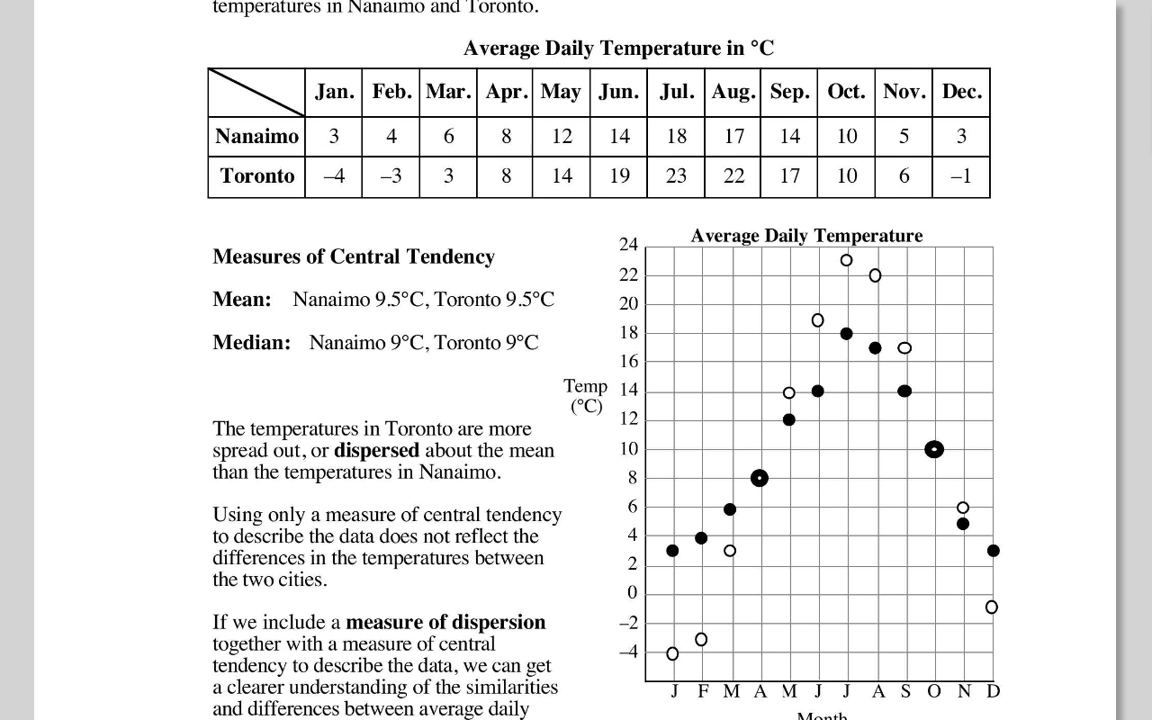 temperatures in Nanaimo and Toronto.
Average Daily Temperature in °C
Jan. Feb. Mar. Apr. May Jun. Jul. Aug. Sep. Oct. Nov. Dec.
Nanaimo 3 4 6 8 12 14 18 17 14 10 5 3
Toronto –4 –3 3 8 14 19 23 22 17 10 6 –1
Measures of Central Tendency
Mean: Nanaimo 9.5°C, Toronto 9.5°C
Median: Nanaimo 9°C, Toronto 9°C
The temperatures in Toronto are more
spread out, or dispersed about the mean
than the temperatures in Nanaimo.
Using only a measure of central tendency
to describe the data does not reflect the
differences in the temperatures between
the two cities.
If we include a measure of dispersion
together with a measure of central
tendency to describe the data, we can get
a clearer understanding of the similarities
and differences between average daily
Average Daily Temperature
24
22
20
18
16
Temp 14
(°C)
12
10
8
6
4
2
0
–2
–4
J F M A M J J A S O N D
Month